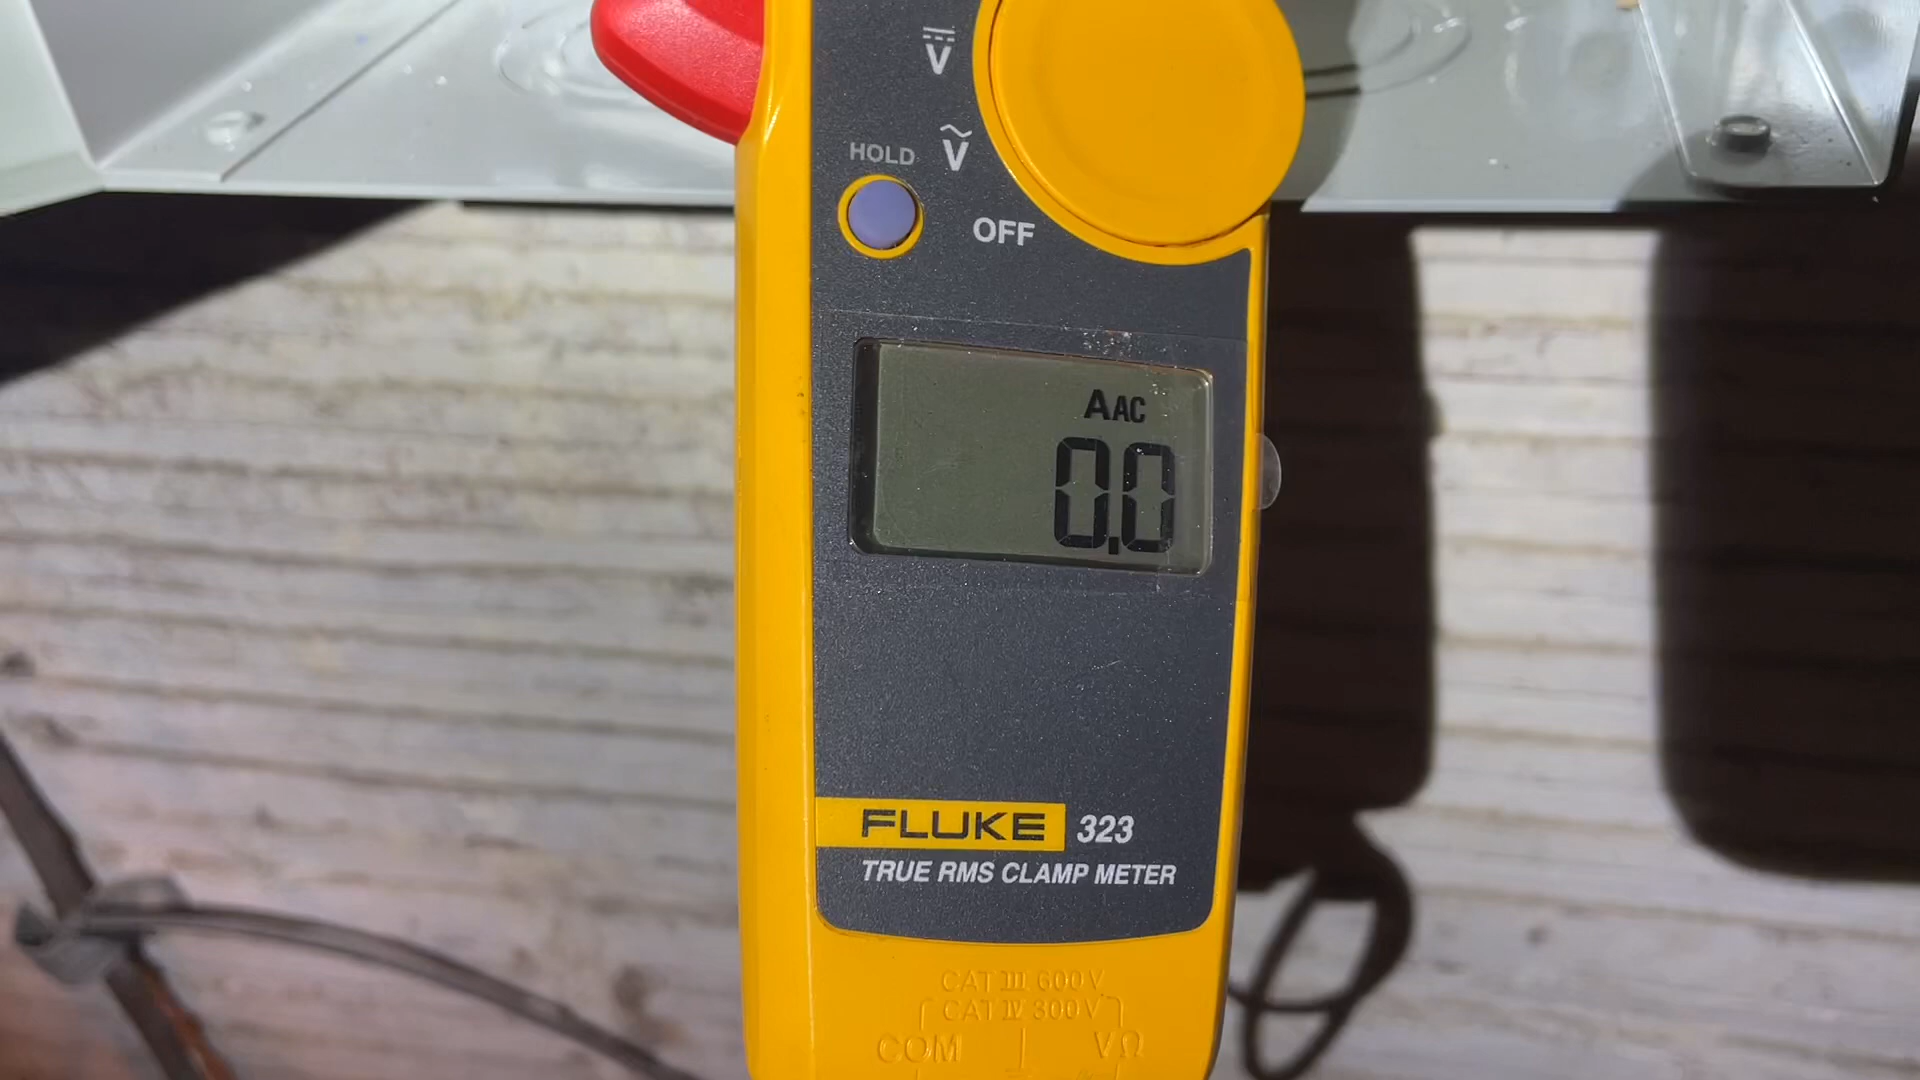 V
HOLD
V
OFF
AAC
0.0
FLUKE 323
TRUE RMS CLAMP METER
CAT III 600V
CAT IV 300V
COM
VΩ